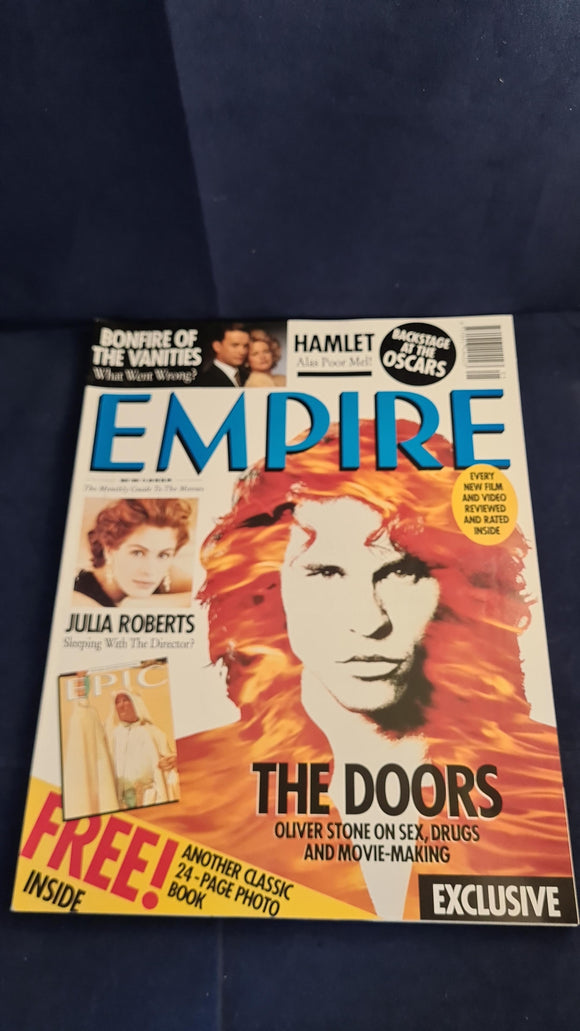 BONFIRE OF
THE VANITIES
What Went Wrong?
HAMLET
Alas Poor Mel!
BACKSTAGE
AT THE
OSCARS
EMPIRE
The Monthly Guide To The Movies
EVERY
NEW FILM
AND VIDEO
REVIEWED
AND RATED
INSIDE
JULIA ROBERTS
Sleeping With The Director?
EPIC
THE DOORS
OLIVER STONE ON SEX, DRUGS
AND MOVIE-MAKING
FREE!
INSIDE
ANOTHER CLASSIC
24-PAGE PHOTO
BOOK
EXCLUSIVE